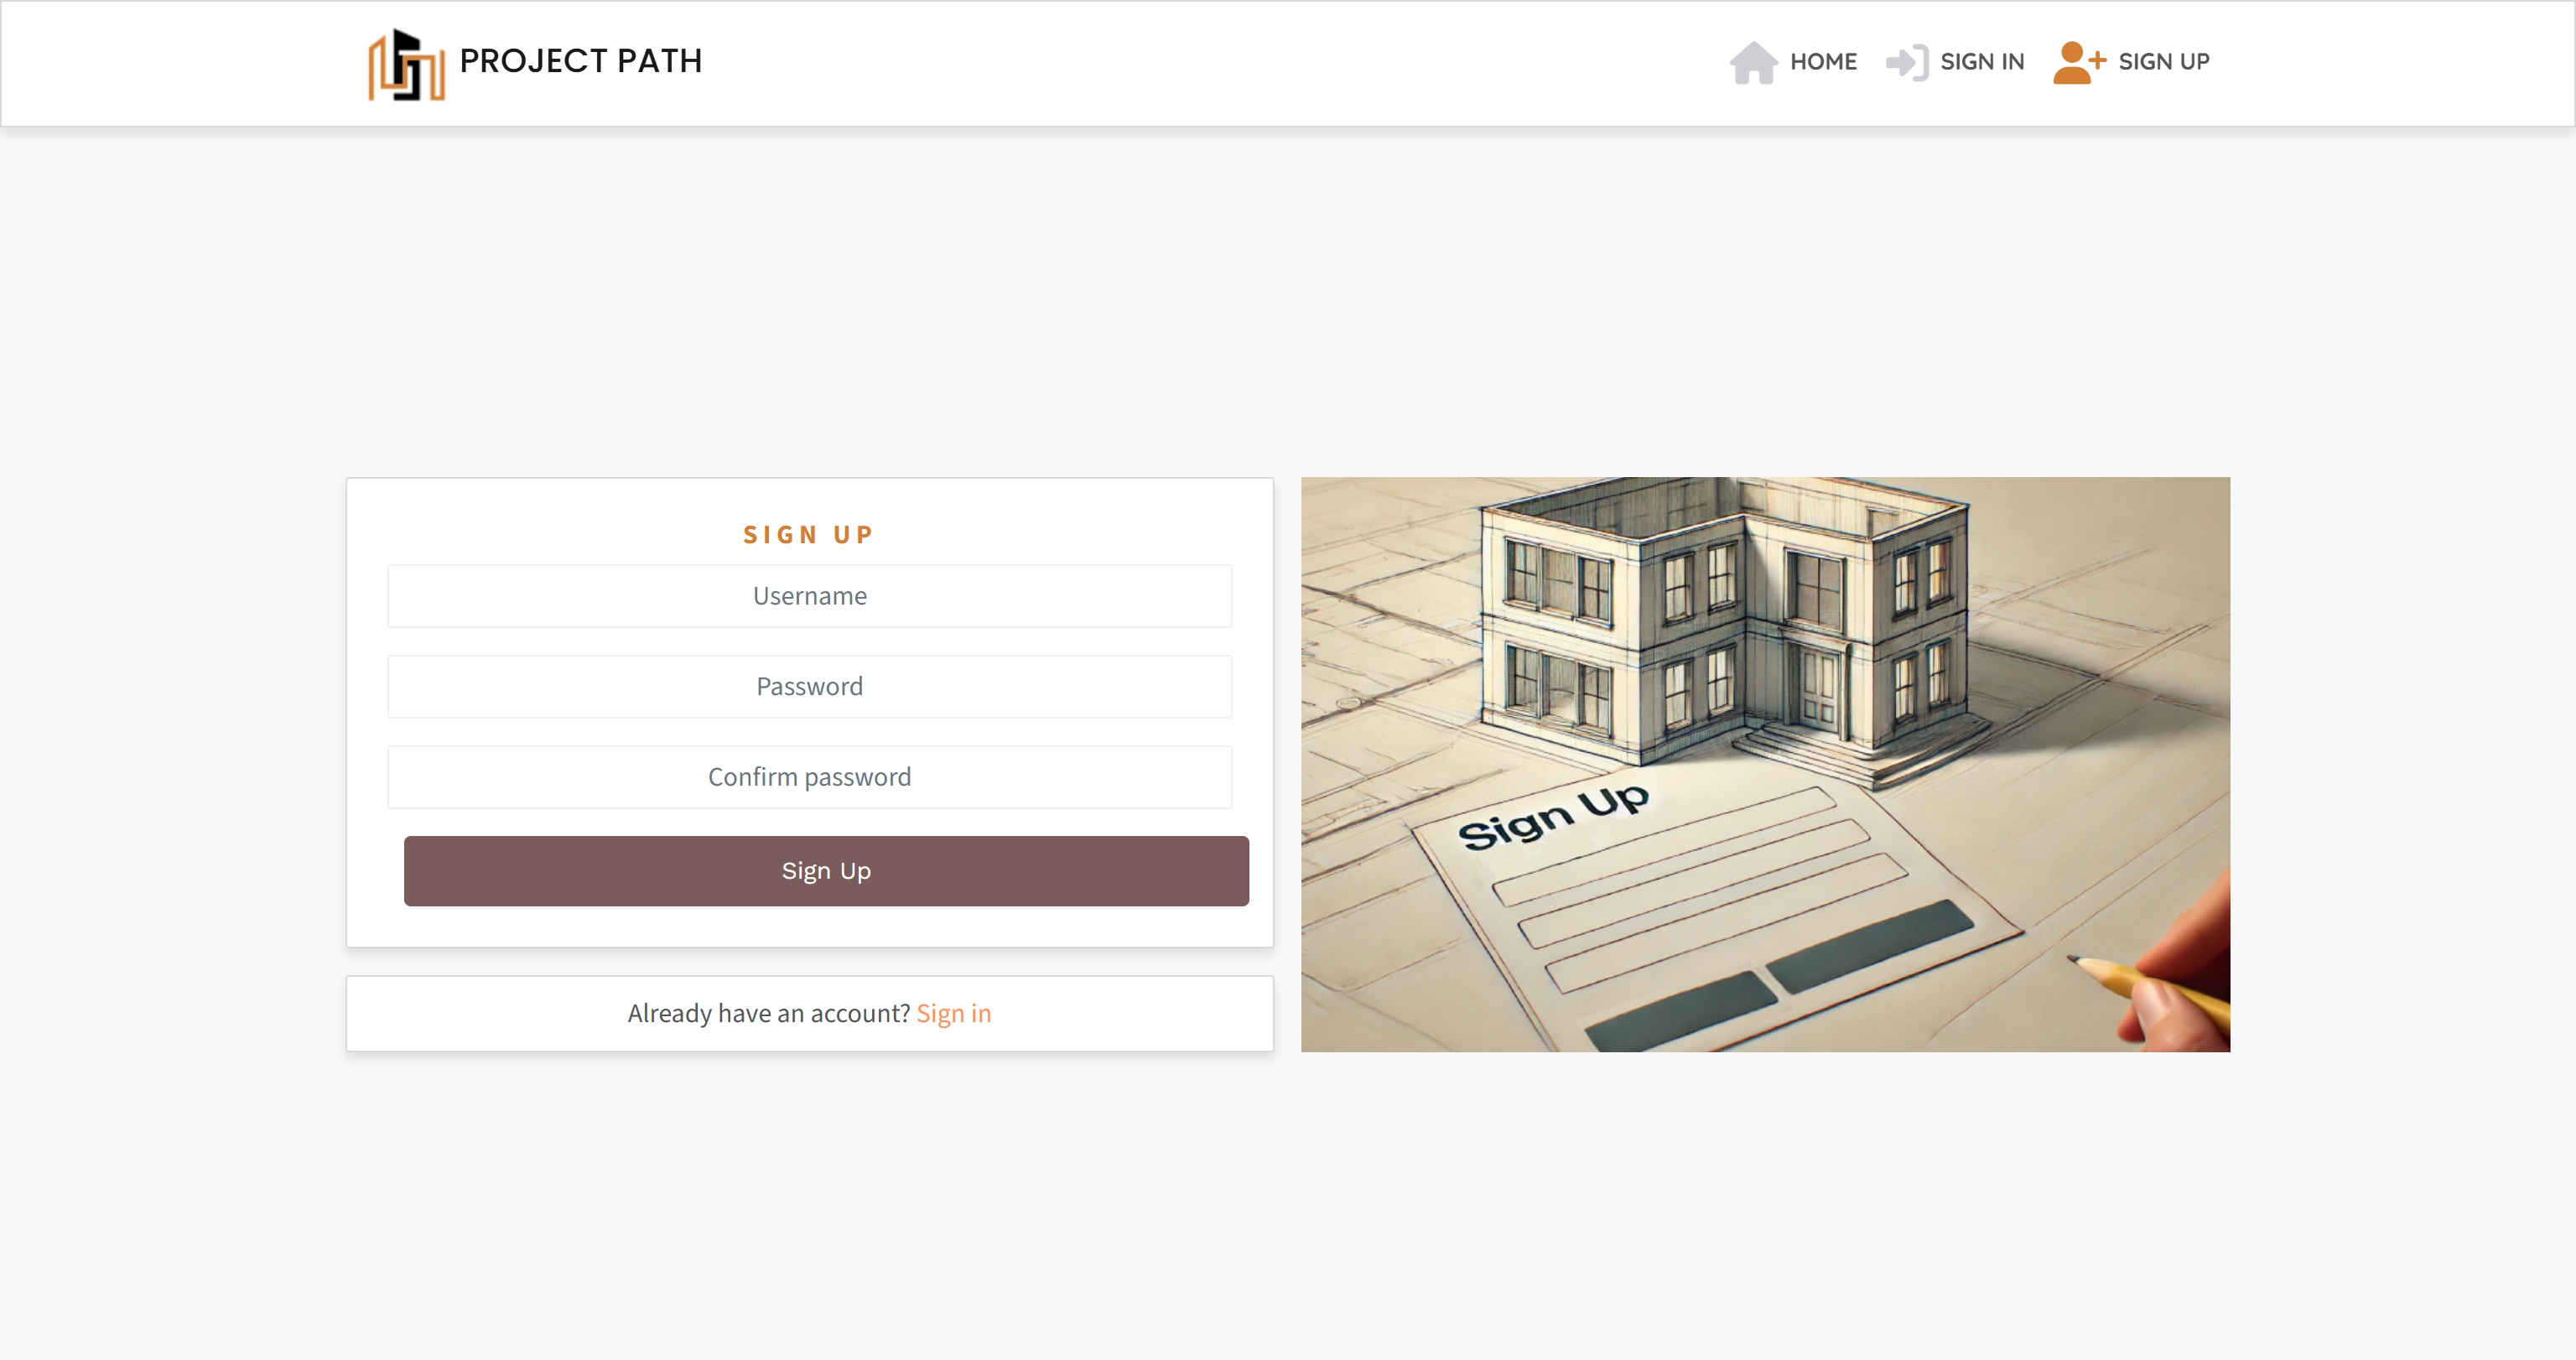 PROJECT PATH
HOME
SIGN IN
SIGN UP
SIGN UP
Username
Password
Confirm password
Sign Up
Already have an account? Sign in
Sign Up